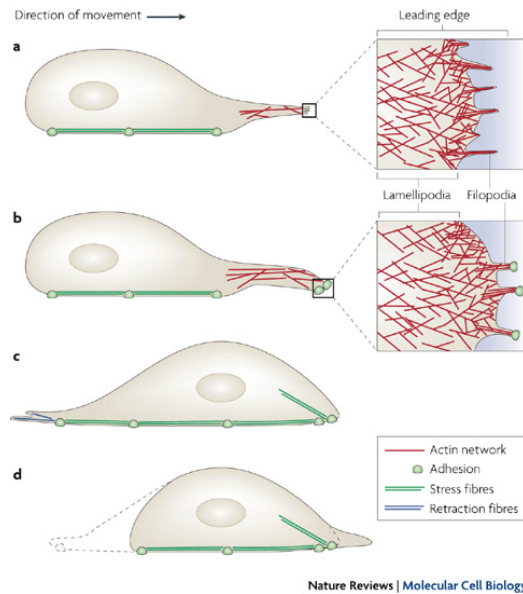 Direction of movement
Leading edge
a
Lamellipodia
Filopodia
b
c
Actin network
Adhesion
Stress fibres
Retraction fibres
d
Nature Reviews | Molecular Cell Biology